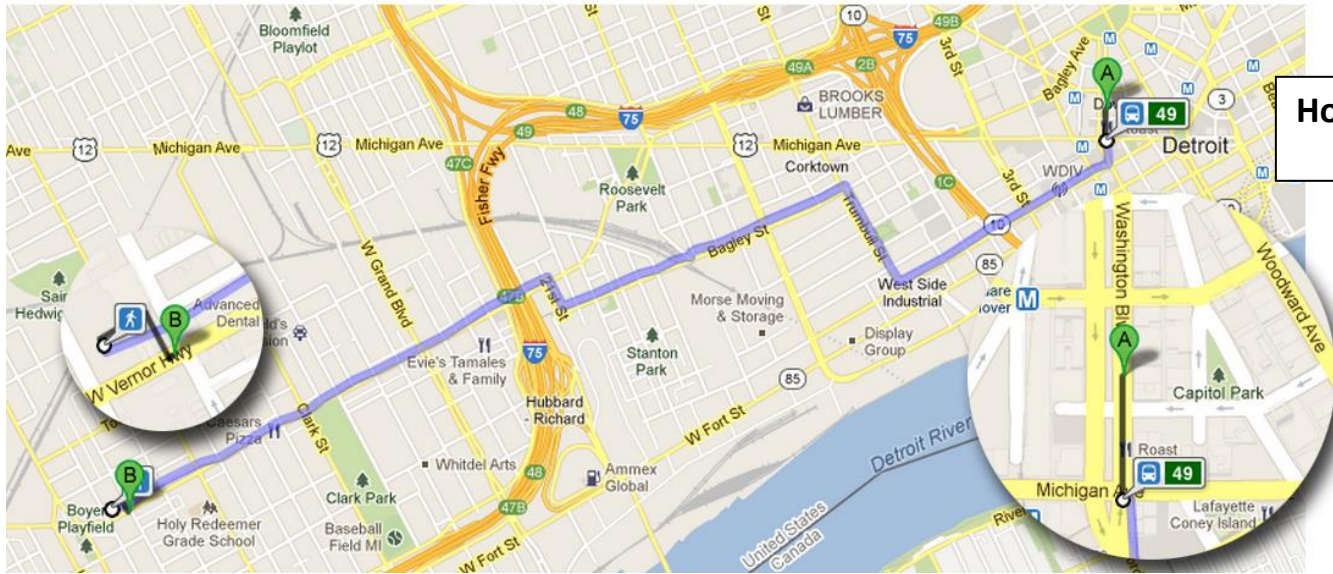 Bloomfield
Playlot
10
49B
75
3rd St
M
M
Bagley Ave
A
49A
2B
M
M
3
M
48
BROOKS
LUMBER
49
49
75
Ave
12
Michigan Ave
12
Michigan Ave
12
Roast
Detroit
47C
Corktown
WDIV
Fisher Fwy
Roosevelt
Park
1C
3rd St
M
M
Trumbull St
10
W Grand Blvd
Bagley St
85
Washington Blv
Woodward Ave
47B
21st St
West Side
Industrial
M
Advanced
Dental
B
Morse Moving
& Storage
A
Evie's Tamales
& Family
75
Stanton
Park
Display
Group
Capitol Park
W Vernor Hwy
Hubbard
- Richard
85
Clark St
W Fort St
Roast
Pizza
Detroit River
49
B
Whitdel Arts
48
Ammex
Global
Michigan Ave
Boyer
Playfield
Clark Park
Lafayette
Coney Island
Holy Redeemer
Grade School
Baseball
Field MI
47B
W Fort St
United States
Canada
M